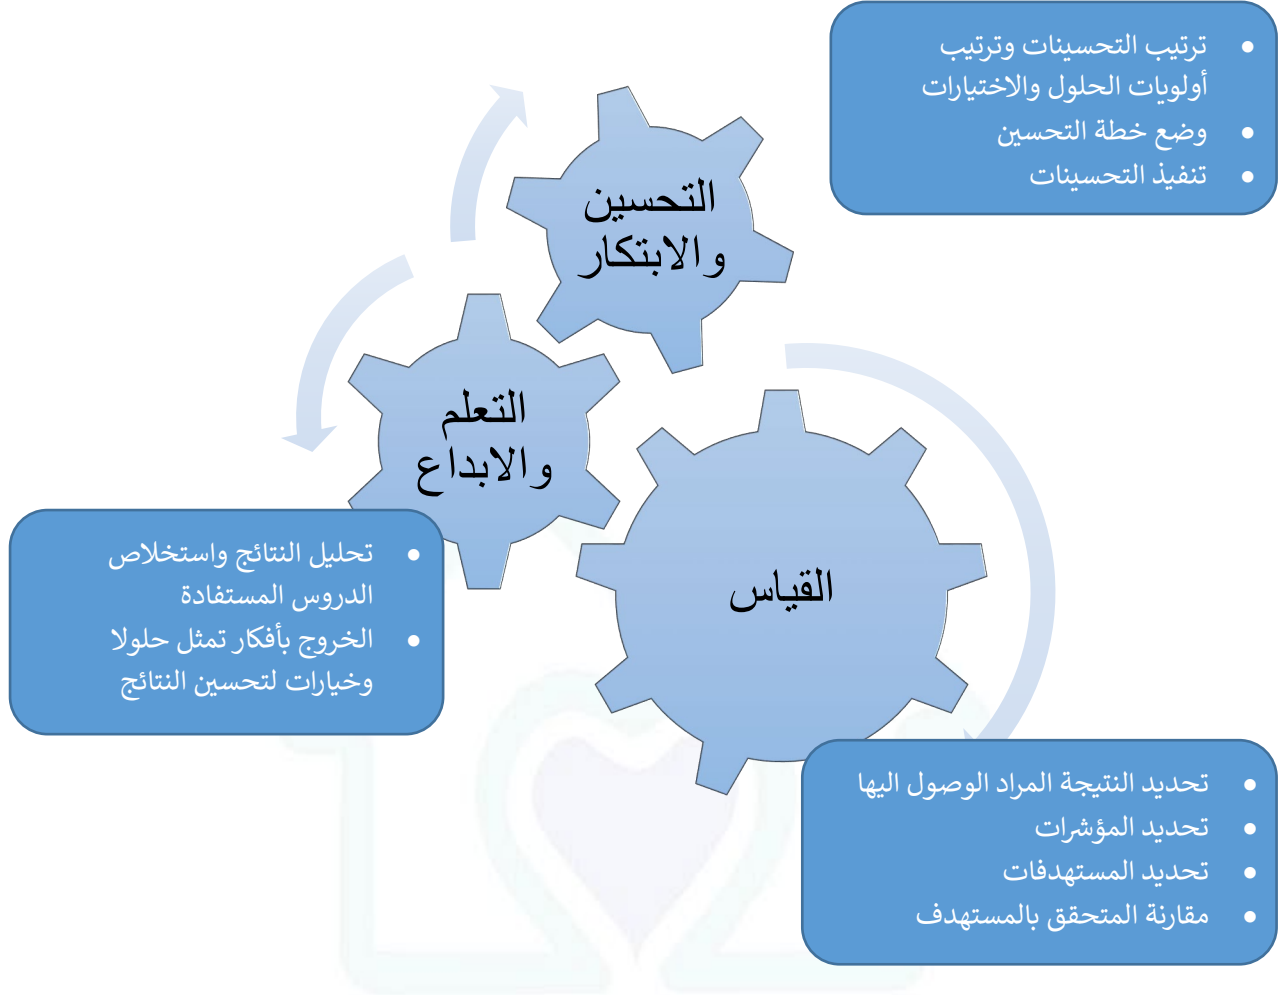 • ترتيب التحسينات وترتيب
أولويات الحلول والاختيارات
• وضع خطة التحسين
• تنفيذ التحسينات
التحسين
والابتكار
التعلم
والابداع
• تحليل النتائج واستخلاص
الدروس المستفادة
• الخروج بأفكار تمثل حلولا
وخيارات لتحسين النتائج
القياس
• تحديد النتيجة المراد الوصول اليها
• تحديد المؤشرات
• تحديد المستهدفات
• مقارنة المتحقق بالمستهدف